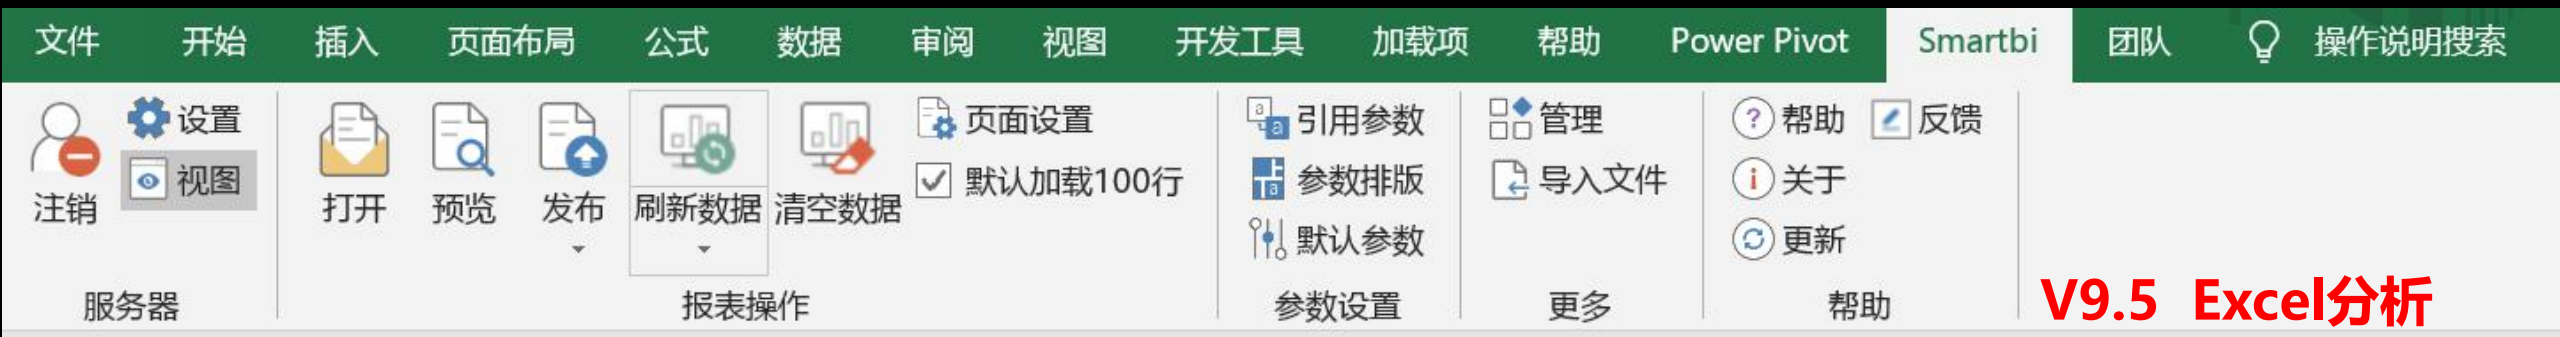 文件 开始 插入 页面布局 公式 数据 审阅 视图 开发工具 加载项 帮助 Power Pivot Smartbi 团队 操作说明搜索
注销
设置
视图
服务器
打开
预览
发布
刷新数据
清空数据
页面设置
默认加载100行
报表操作
引用参数
参数排版
默认参数
参数设置
管理
导入文件
更多
帮助
反馈
关于
更新
帮助
V9.5 Excel分析